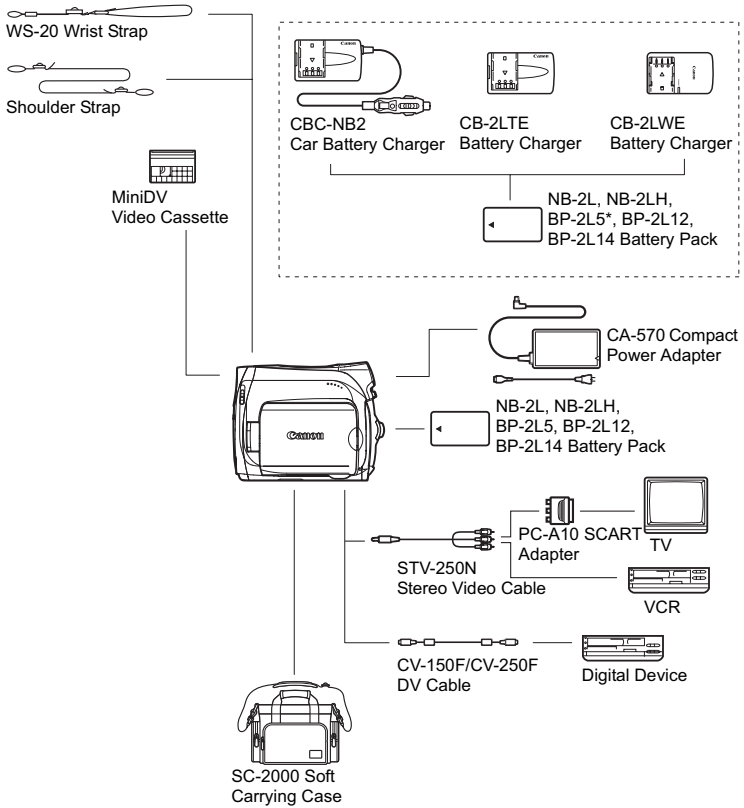 WS-20 Wrist Strap
Shoulder Strap
MiniDV
Video Cassette
Canon
Canon
Canon
CBC-NB2
Car Battery Charger
CB-2LTE
Battery Charger
CB-2LWE
Battery Charger
NB-2L, NB-2LH,
BP-2L5*, BP-2L12,
BP-2L14 Battery Pack
CA-570 Compact
Power Adapter
Canon
NB-2L, NB-2LH,
BP-2L5, BP-2L12,
BP-2L14 Battery Pack
PC-A10 SCART
Adapter
TV
STV-250N
Stereo Video Cable
VCR
CV-150F/CV-250F
DV Cable
Digital Device
SC-2000 Soft
Carrying Case